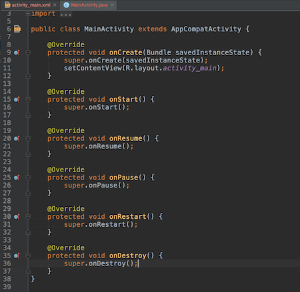 activity_main.xml MainActivity.java
3 import ...
5
6 public class MainActivity extends AppCompatActivity {
7
8 @Override
9 protected void onCreate(Bundle savedInstanceState) {
10 super.onCreate(savedInstanceState);
11 setContentView(R.layout.activity_main);
12 }
13
14 @Override
15 protected void onStart() {
16 super.onStart();
17 }
18
19 @Override
20 protected void onResume() {
21 super.onResume();
22 }
23
24 @Override
25 protected void onPause() {
26 super.onPause();
27 }
28
29 @Override
30 protected void onRestart() {
31 super.onRestart();
32 }
33
34 @Override
35 protected void onDestroy() {
36 super.onDestroy();
37 }
38 }
39